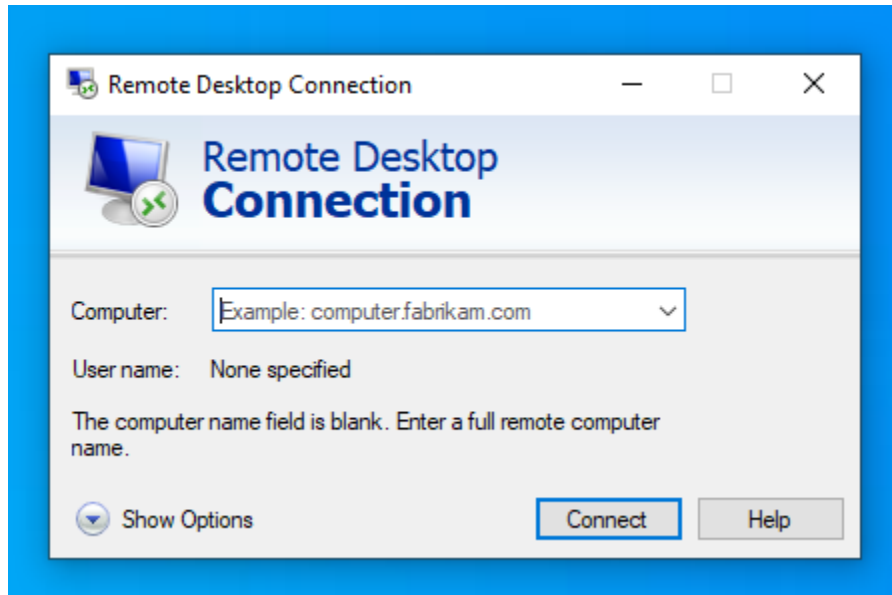 Remote Desktop Connection
Remote Desktop
Connection
Computer:
Example: computer.fabrikam.com
User name:
None specified
The computer name field is blank. Enter a full remote computer
name.
Show Options
Connect
Help